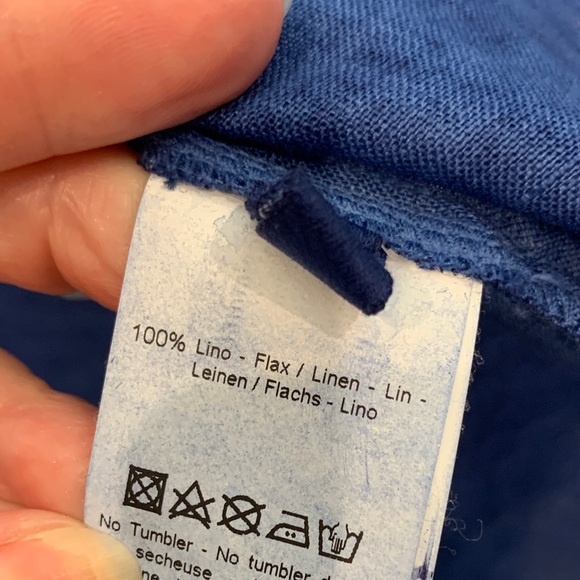 100% Lino - Flax / Linen - Lin -
Leinen / Flachs - Lino
No Tumbler - No tumbler
secheuse